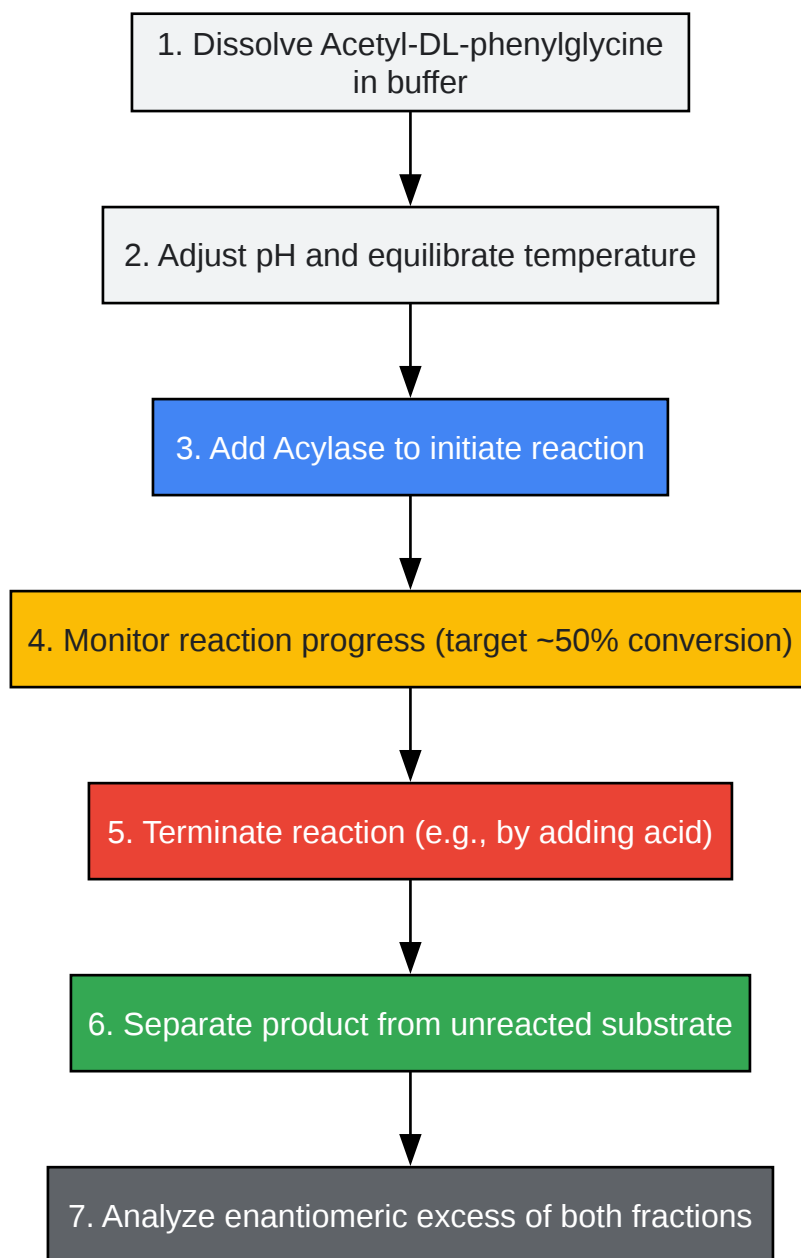 1. Dissolve Acetyl-DL-phenylglycine
in buffer
2. Adjust pH and equilibrate temperature
3. Add Acylase to initiate reaction
4. Monitor reaction progress (target ~50% conversion)
5. Terminate reaction (e.g., by adding acid)
6. Separate product from unreacted substrate
7. Analyze enantiomeric excess of both fractions